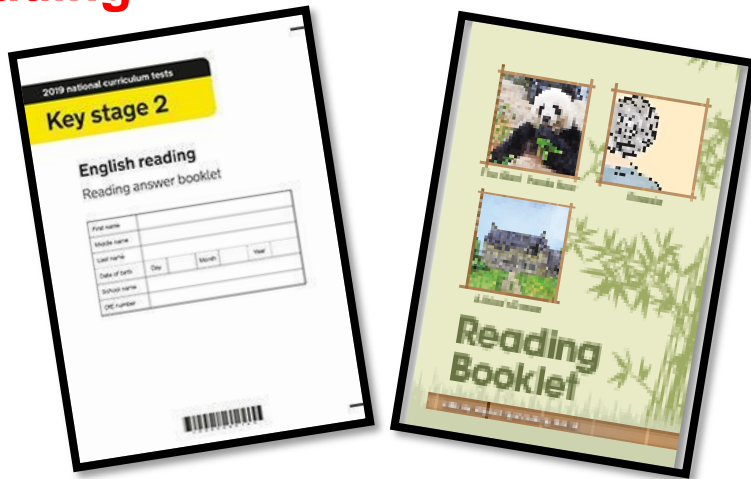 2019 national curriculum tests
Key stage 2
English reading
Reading answer booklet
First name
Middle name
Last name
Date of birth Day Month Year
School name
DfE number
Reading
Booklet